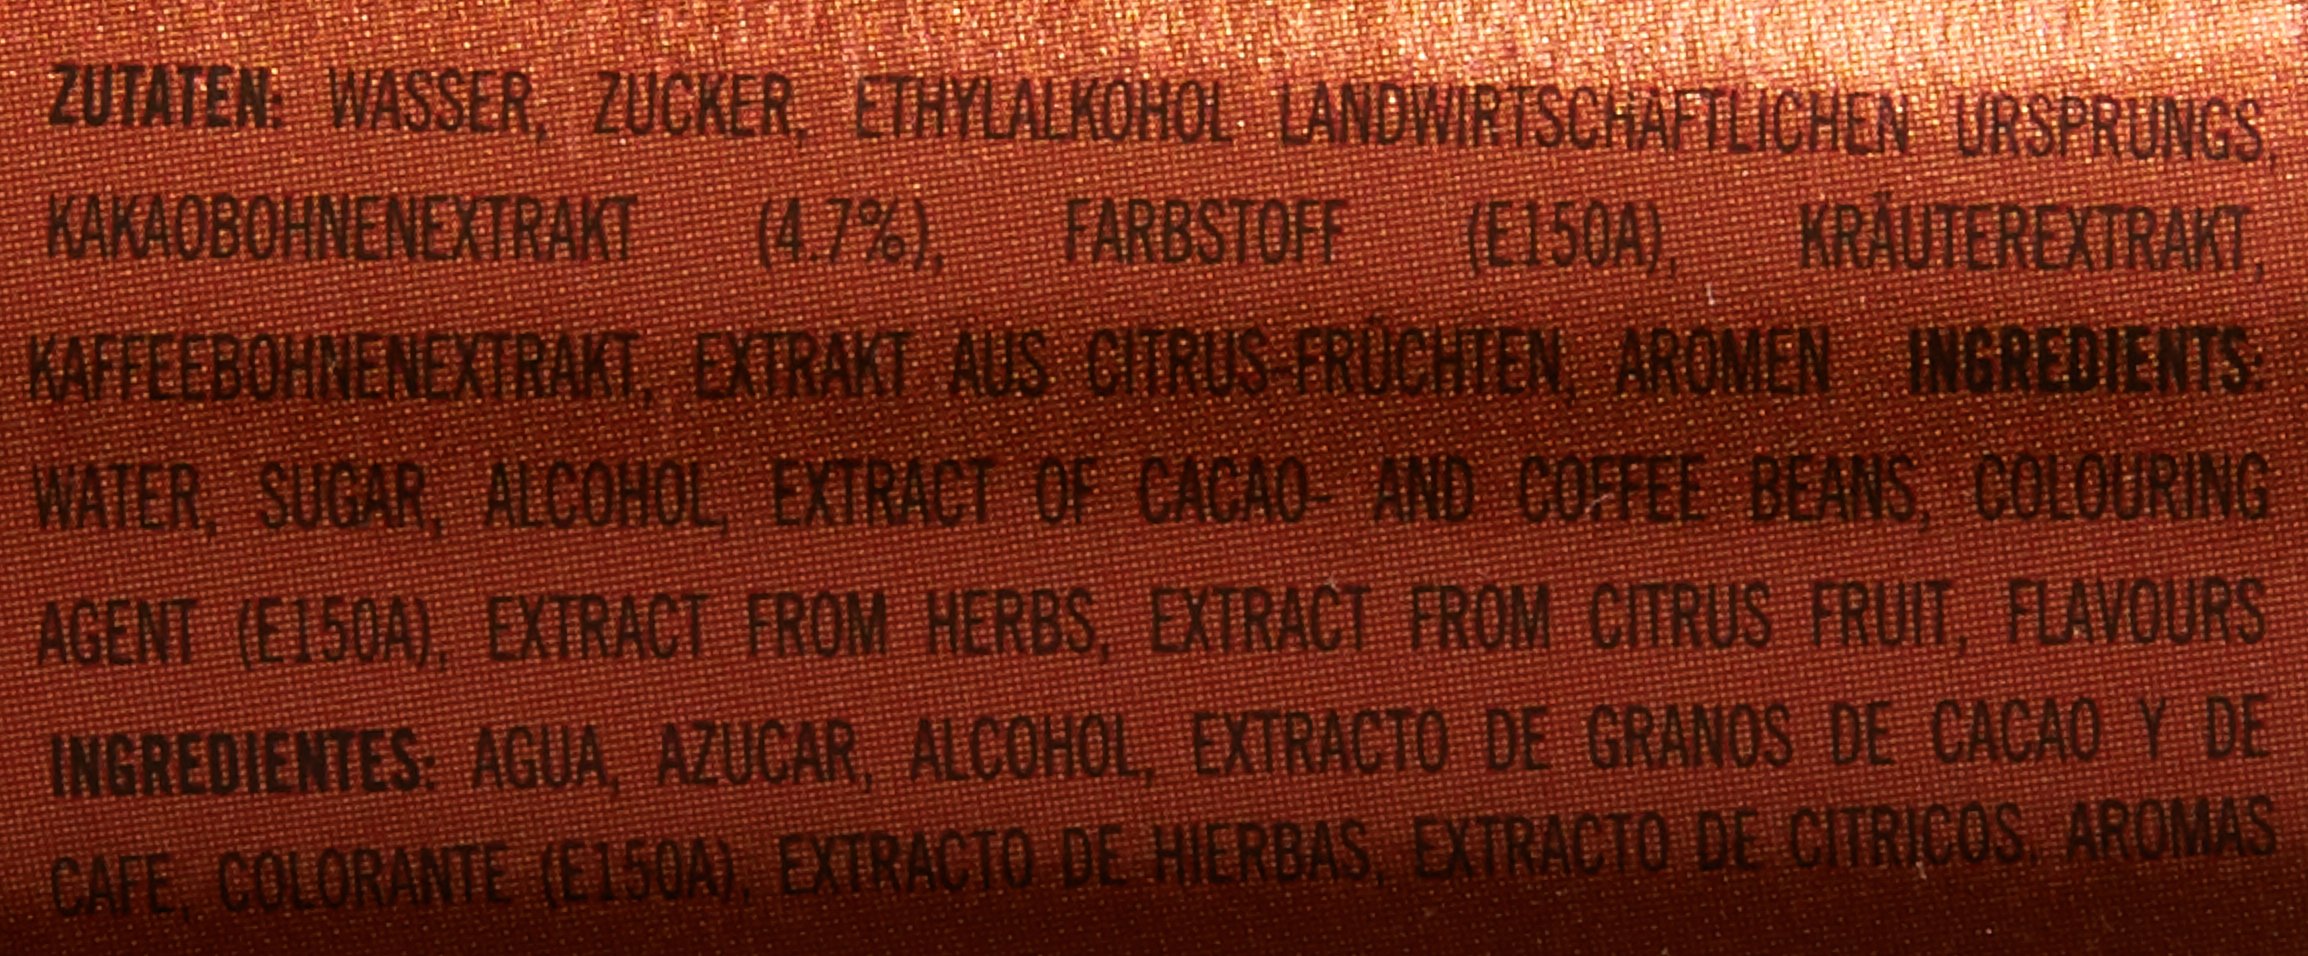 ZUTATEN: WASSER, ZUCKER, ETHYLALKOHOL LANDWIRTSCHAFTLICHEN URSPRUNGS,
KAKAOBOHNENEXTRAKT (4.7%), FARBSTOFF (E150A), KRÄUTEREXTRAKT,
KAFFEEBOHNENEXTRAKT, EXTRAKT AUS CITRUS-FRÜCHTEN, AROMEN INGREDIENTS:
WATER, SUGAR, ALCOHOL, EXTRACT OF CACAO- AND COFFEE BEANS, COLOURING
AGENT (E150A), EXTRACT FROM HERBS, EXTRACT FROM CITRUS FRUIT, FLAVOURS
INGREDIENTES: AGUA, AZUCAR, ALCOHOL, EXTRACTO DE GRANOS DE CACAO Y DE
CAFE, COLORANTE (E150A), EXTRACTO DE HIERBAS, EXTRACTO DE CITRICOS, AROMAS